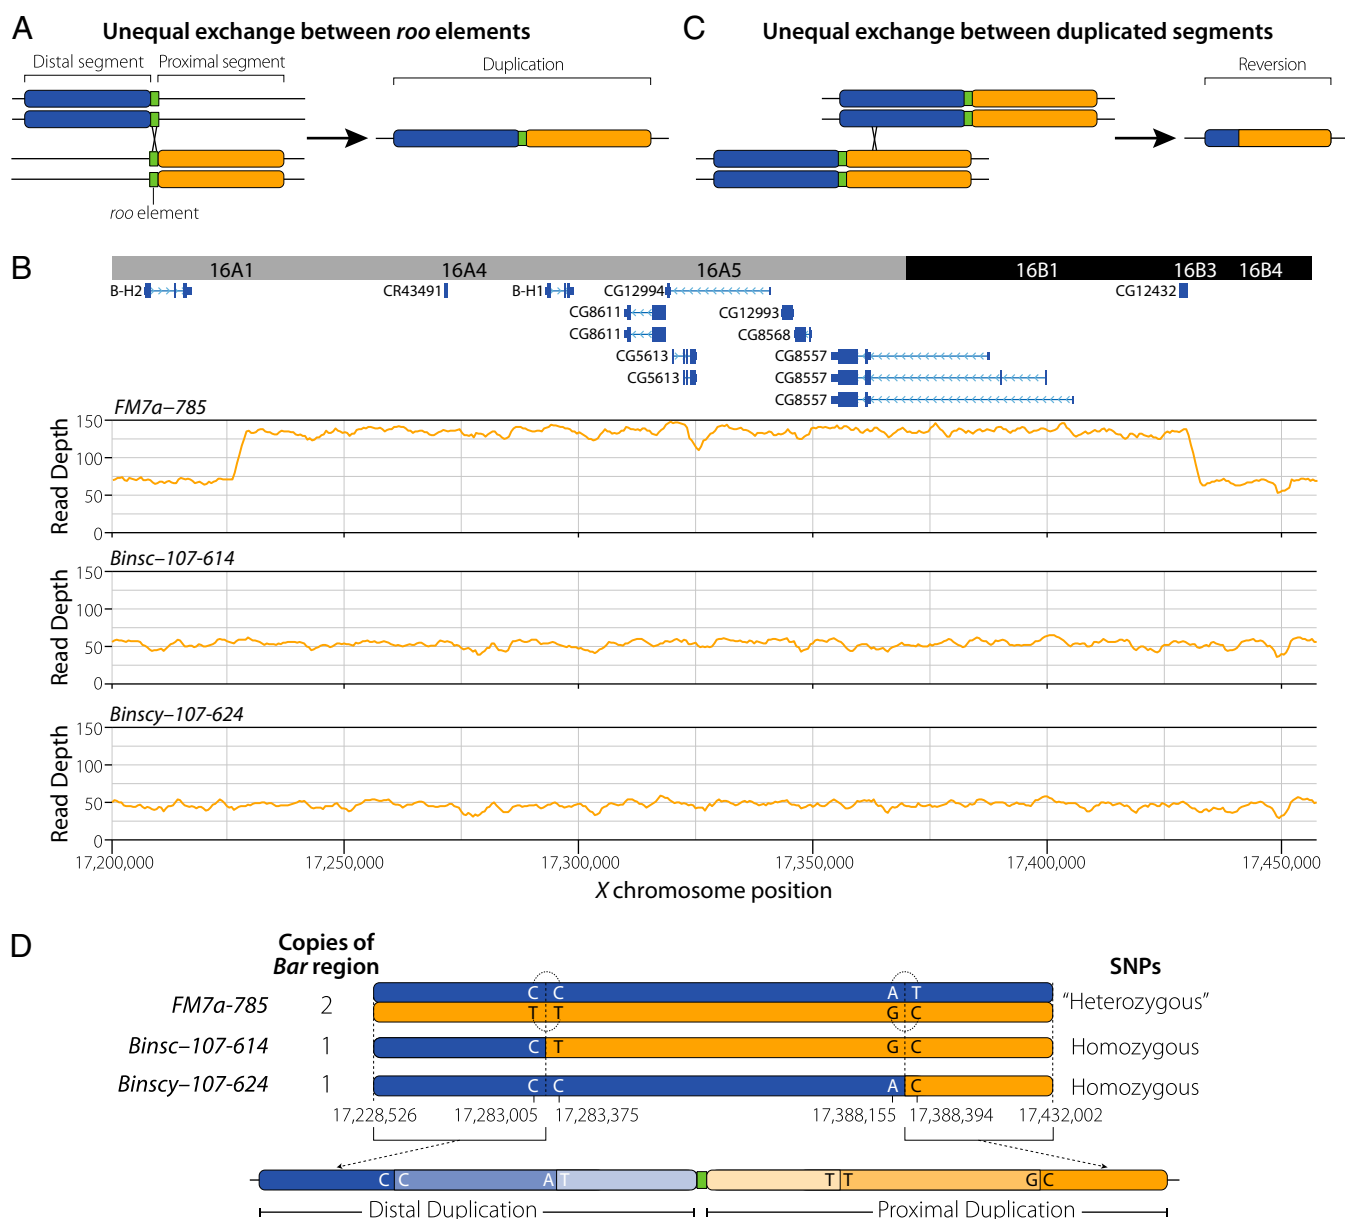 A
Unequal exchange between roo elements
Distal segment
Proximal segment
Duplication
roo element
C
Unequal exchange between duplicated segments
Reversion
B
16A1
16A4
16A5
16B1
16B3
16B4
B-H2
CR43491
B-H1
CG12994
CG12432
CG8611
CG12993
CG8611
CG8568
CG5613
CG8557
CG5613
CG8557
CG8557
FM7a–785
Read Depth
150
100
50
0
Binsc–107-614
Read Depth
150
100
50
0
Binscy–107-624
Read Depth
150
100
50
0
17,200,000
17,250,000
17,300,000
17,350,000
17,400,000
17,450,000
X chromosome position
D
Copies of
Bar region
SNPs
FM7a-785
2
C C A T
T T G C
"Heterozygous"
Binsc–107-614
1
C T G C
Homozygous
Binscy–107-624
1
C C A C
Homozygous
17,228,526
17,283,005
17,283,375
17,388,155
17,388,394
17,432,002
C C A T T T G C
Distal Duplication
Proximal Duplication